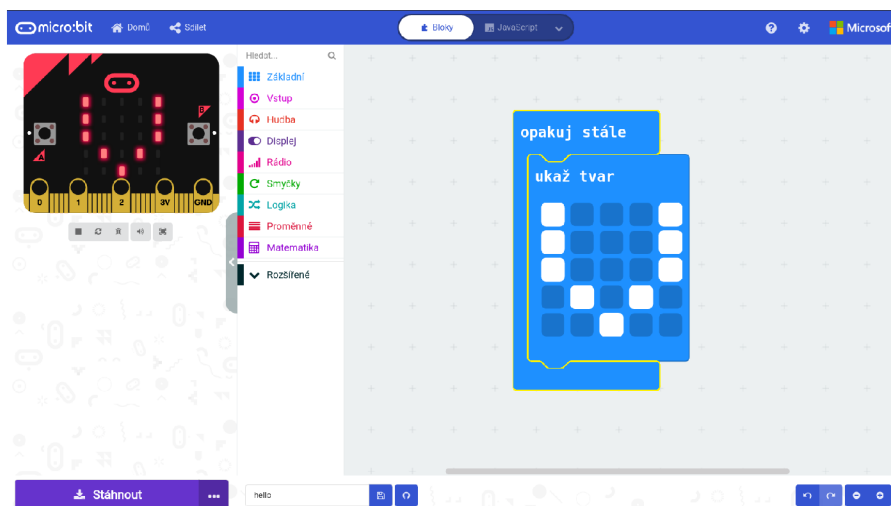 micro:bit
Domů
Sdílet
Bloky
JavaScript
Microsoft
Hledat...
Základní
Vstup
Hudba
Displej
Rádio
Smyčky
Logika
Proměnné
Matematika
Rozšířené
A
B
0 1 2 3V GND
opakuj stále
ukaž tvar
Stáhnout
hello